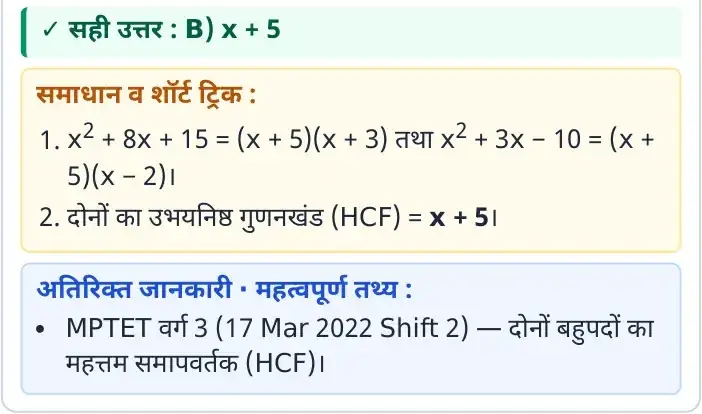 ✓ सही उत्तर : B) x + 5
समाधान व शॉर्ट ट्रिक :
1. x² + 8x + 15 = (x + 5)(x + 3) तथा x² + 3x − 10 = (x +
5)(x − 2)।
2. दोनों का उभयनिष्ठ गुणनखंड (HCF) = x + 5।
अतिरिक्त जानकारी · महत्वपूर्ण तथ्य :
• MPTET वर्ग 3 (17 Mar 2022 Shift 2) — दोनों बहुपदों का
महत्तम समापवर्तक (HCF)।